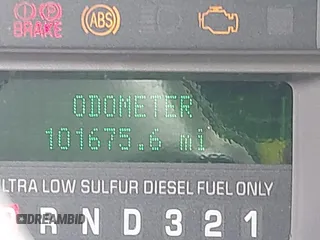 BRAKE ABS
ODOMETER
101675.6 mi
ULTRA LOW SULFUR DIESEL FUEL ONLY
R N D 3 2 1
DREAMBID